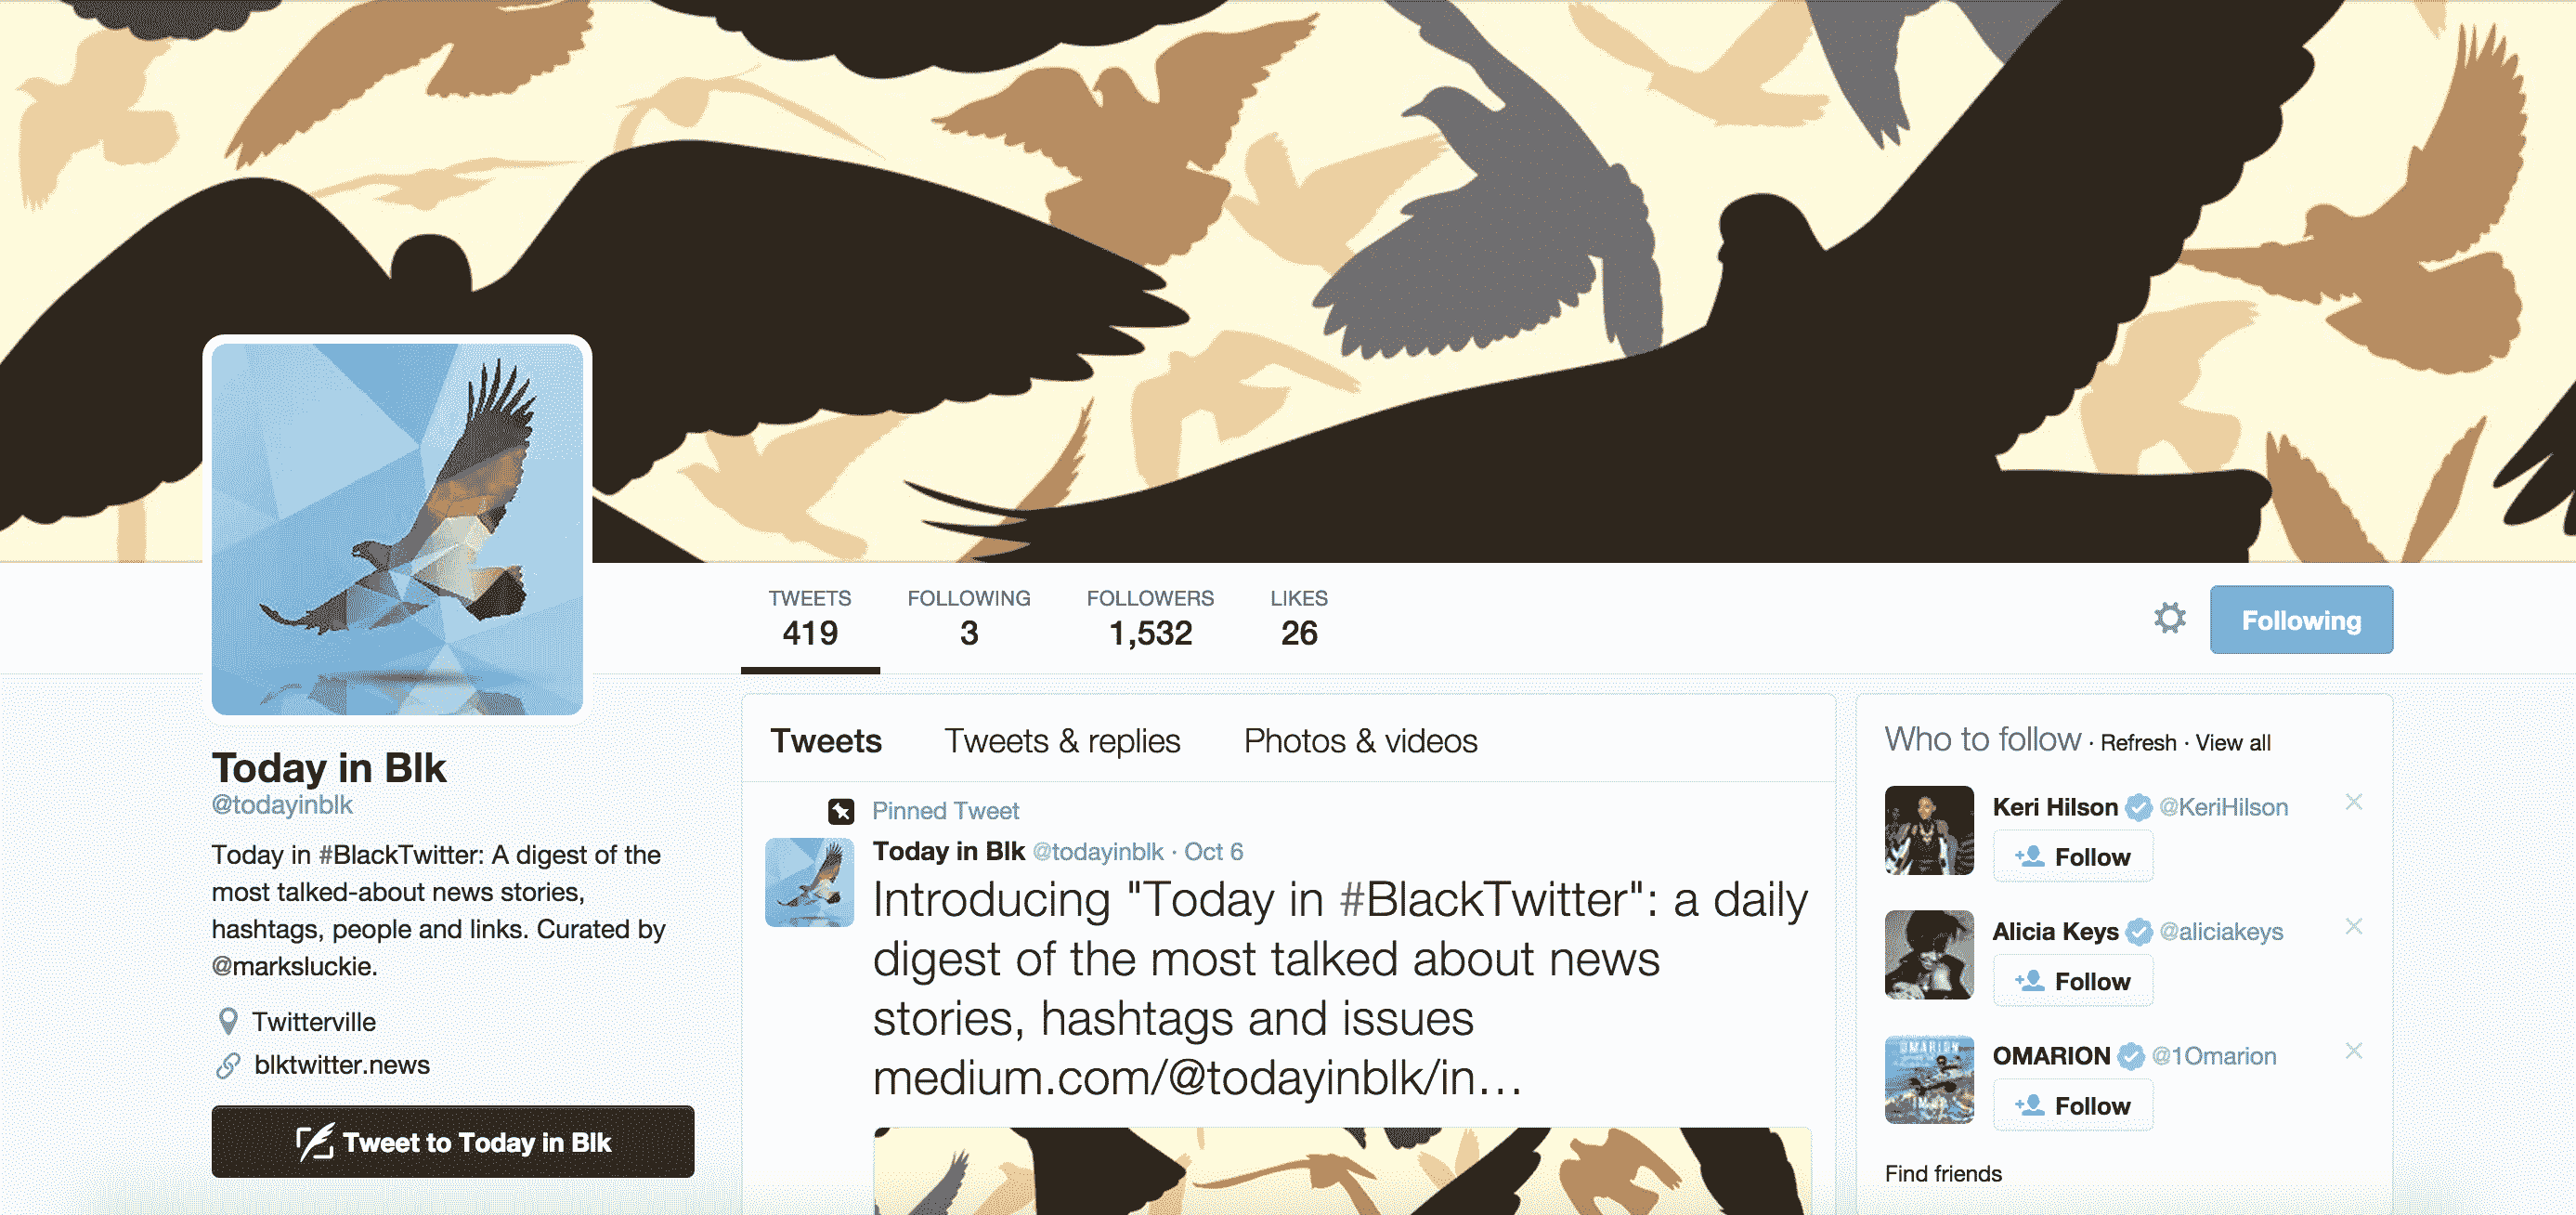 TWEETS FOLLOWING FOLLOWERS LIKES
419 3 1,532 26
Following
Today in Blk
@todayinblk
Today in #BlackTwitter: A digest of the
most talked-about news stories,
hashtags, people and links. Curated by
@marksluckie.
Twitterville
blktwitter.news
Tweet to Today in Blk
Tweets Tweets & replies Photos & videos
Pinned Tweet
Today in Blk @todayinblk · Oct 6
Introducing "Today in #BlackTwitter": a daily
digest of the most talked about news
stories, hashtags and issues
medium.com/@todayinblk/in…
Who to follow · Refresh · View all
Keri Hilson @KeriHilson
Follow
Alicia Keys @aliciakeys
Follow
OMARION @1Omarion
Follow
OMARION
Find friends